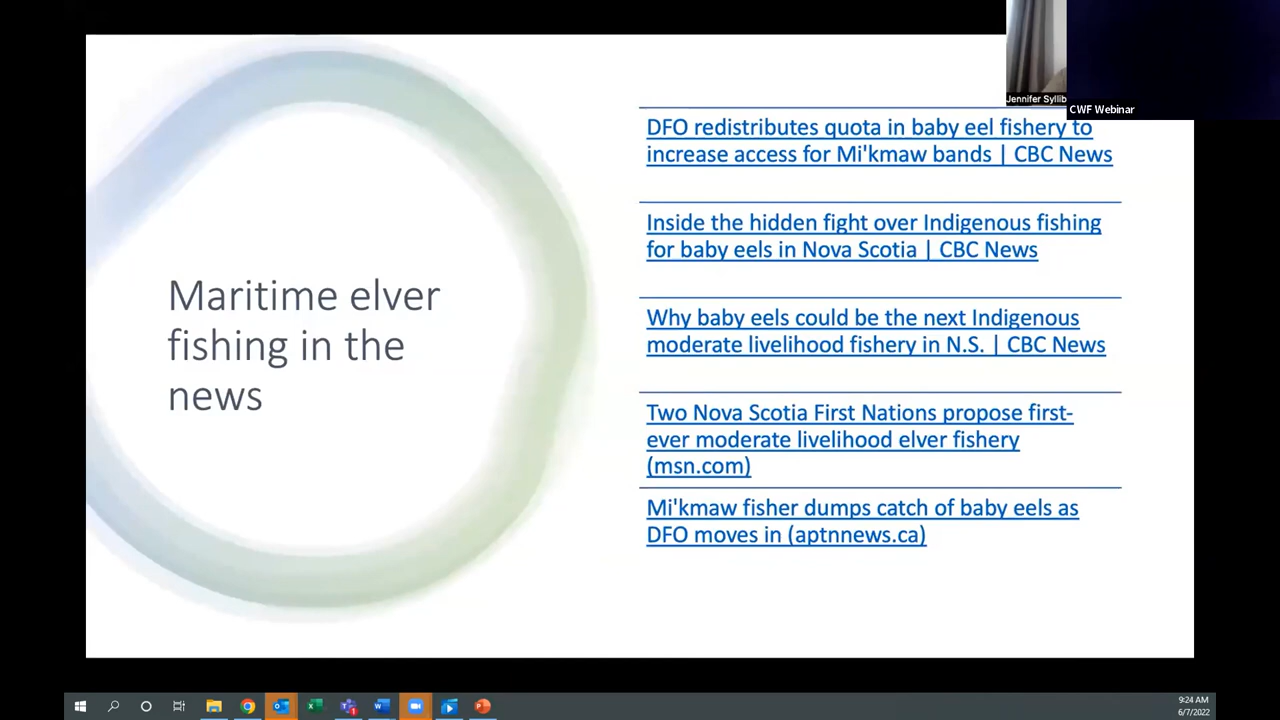 Jennifer Syllib
CWF Webinar
DFO redistributes quota in baby eel fishery to
increase access for Mi'kmaw bands | CBC News
Inside the hidden fight over Indigenous fishing
for baby eels in Nova Scotia | CBC News
Maritime elver
fishing in the
news
Why baby eels could be the next Indigenous
moderate livelihood fishery in N.S. | CBC News
Two Nova Scotia First Nations propose first-
ever moderate livelihood elver fishery
(msn.com)
Mi'kmaw fisher dumps catch of baby eels as
DFO moves in (aptnnews.ca)
9:24 AM
6/7/2022